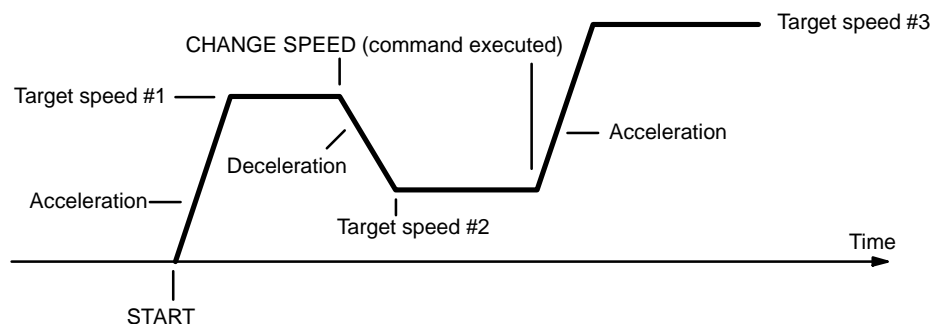 Target speed #3
CHANGE SPEED (command executed)
Target speed #1
Acceleration
Deceleration
Acceleration
Target speed #2
Time
START